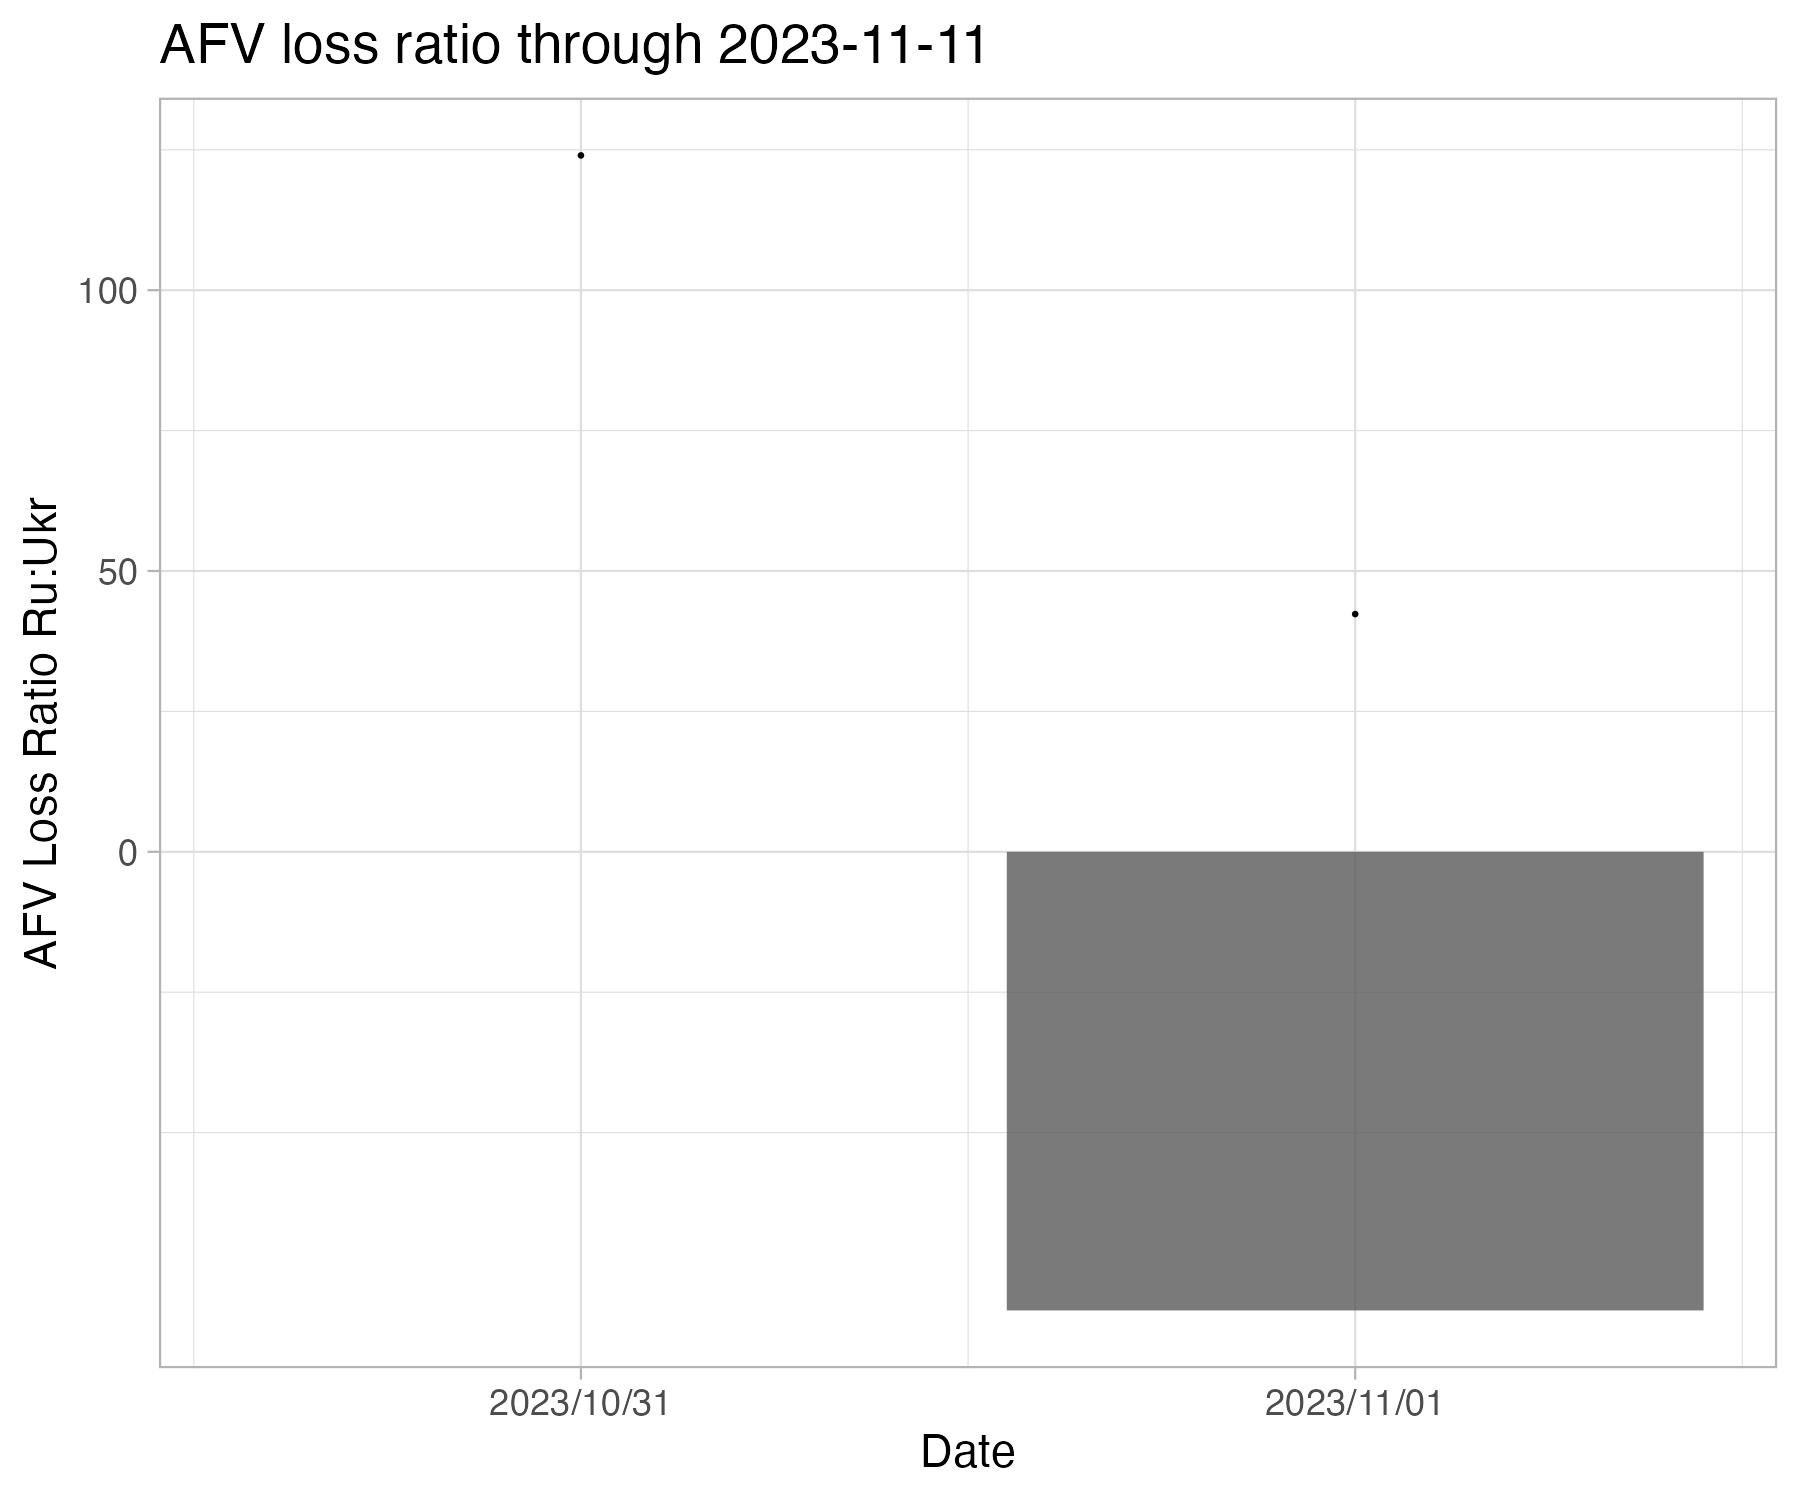 AFV loss ratio through 2023-11-11
100
50
0
AFV Loss Ratio Ru:Ukr
2023/10/31
2023/11/01
Date